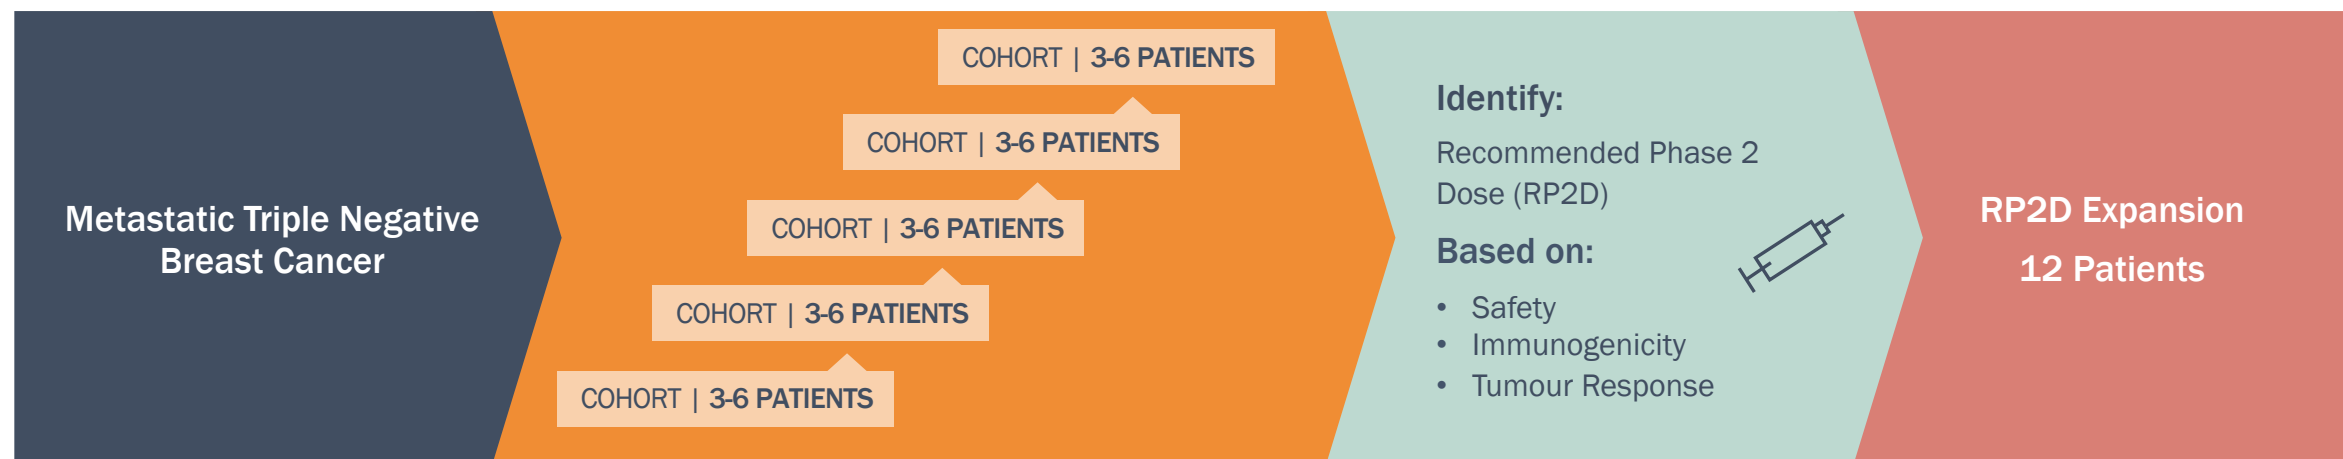 Metastatic Triple Negative
Breast Cancer
COHORT | 3-6 PATIENTS
COHORT | 3-6 PATIENTS
COHORT | 3-6 PATIENTS
COHORT | 3-6 PATIENTS
COHORT | 3-6 PATIENTS
Identify:
Recommended Phase 2
Dose (RP2D)
Based on:
• Safety
• Immunogenicity
• Tumour Response
RP2D Expansion
12 Patients